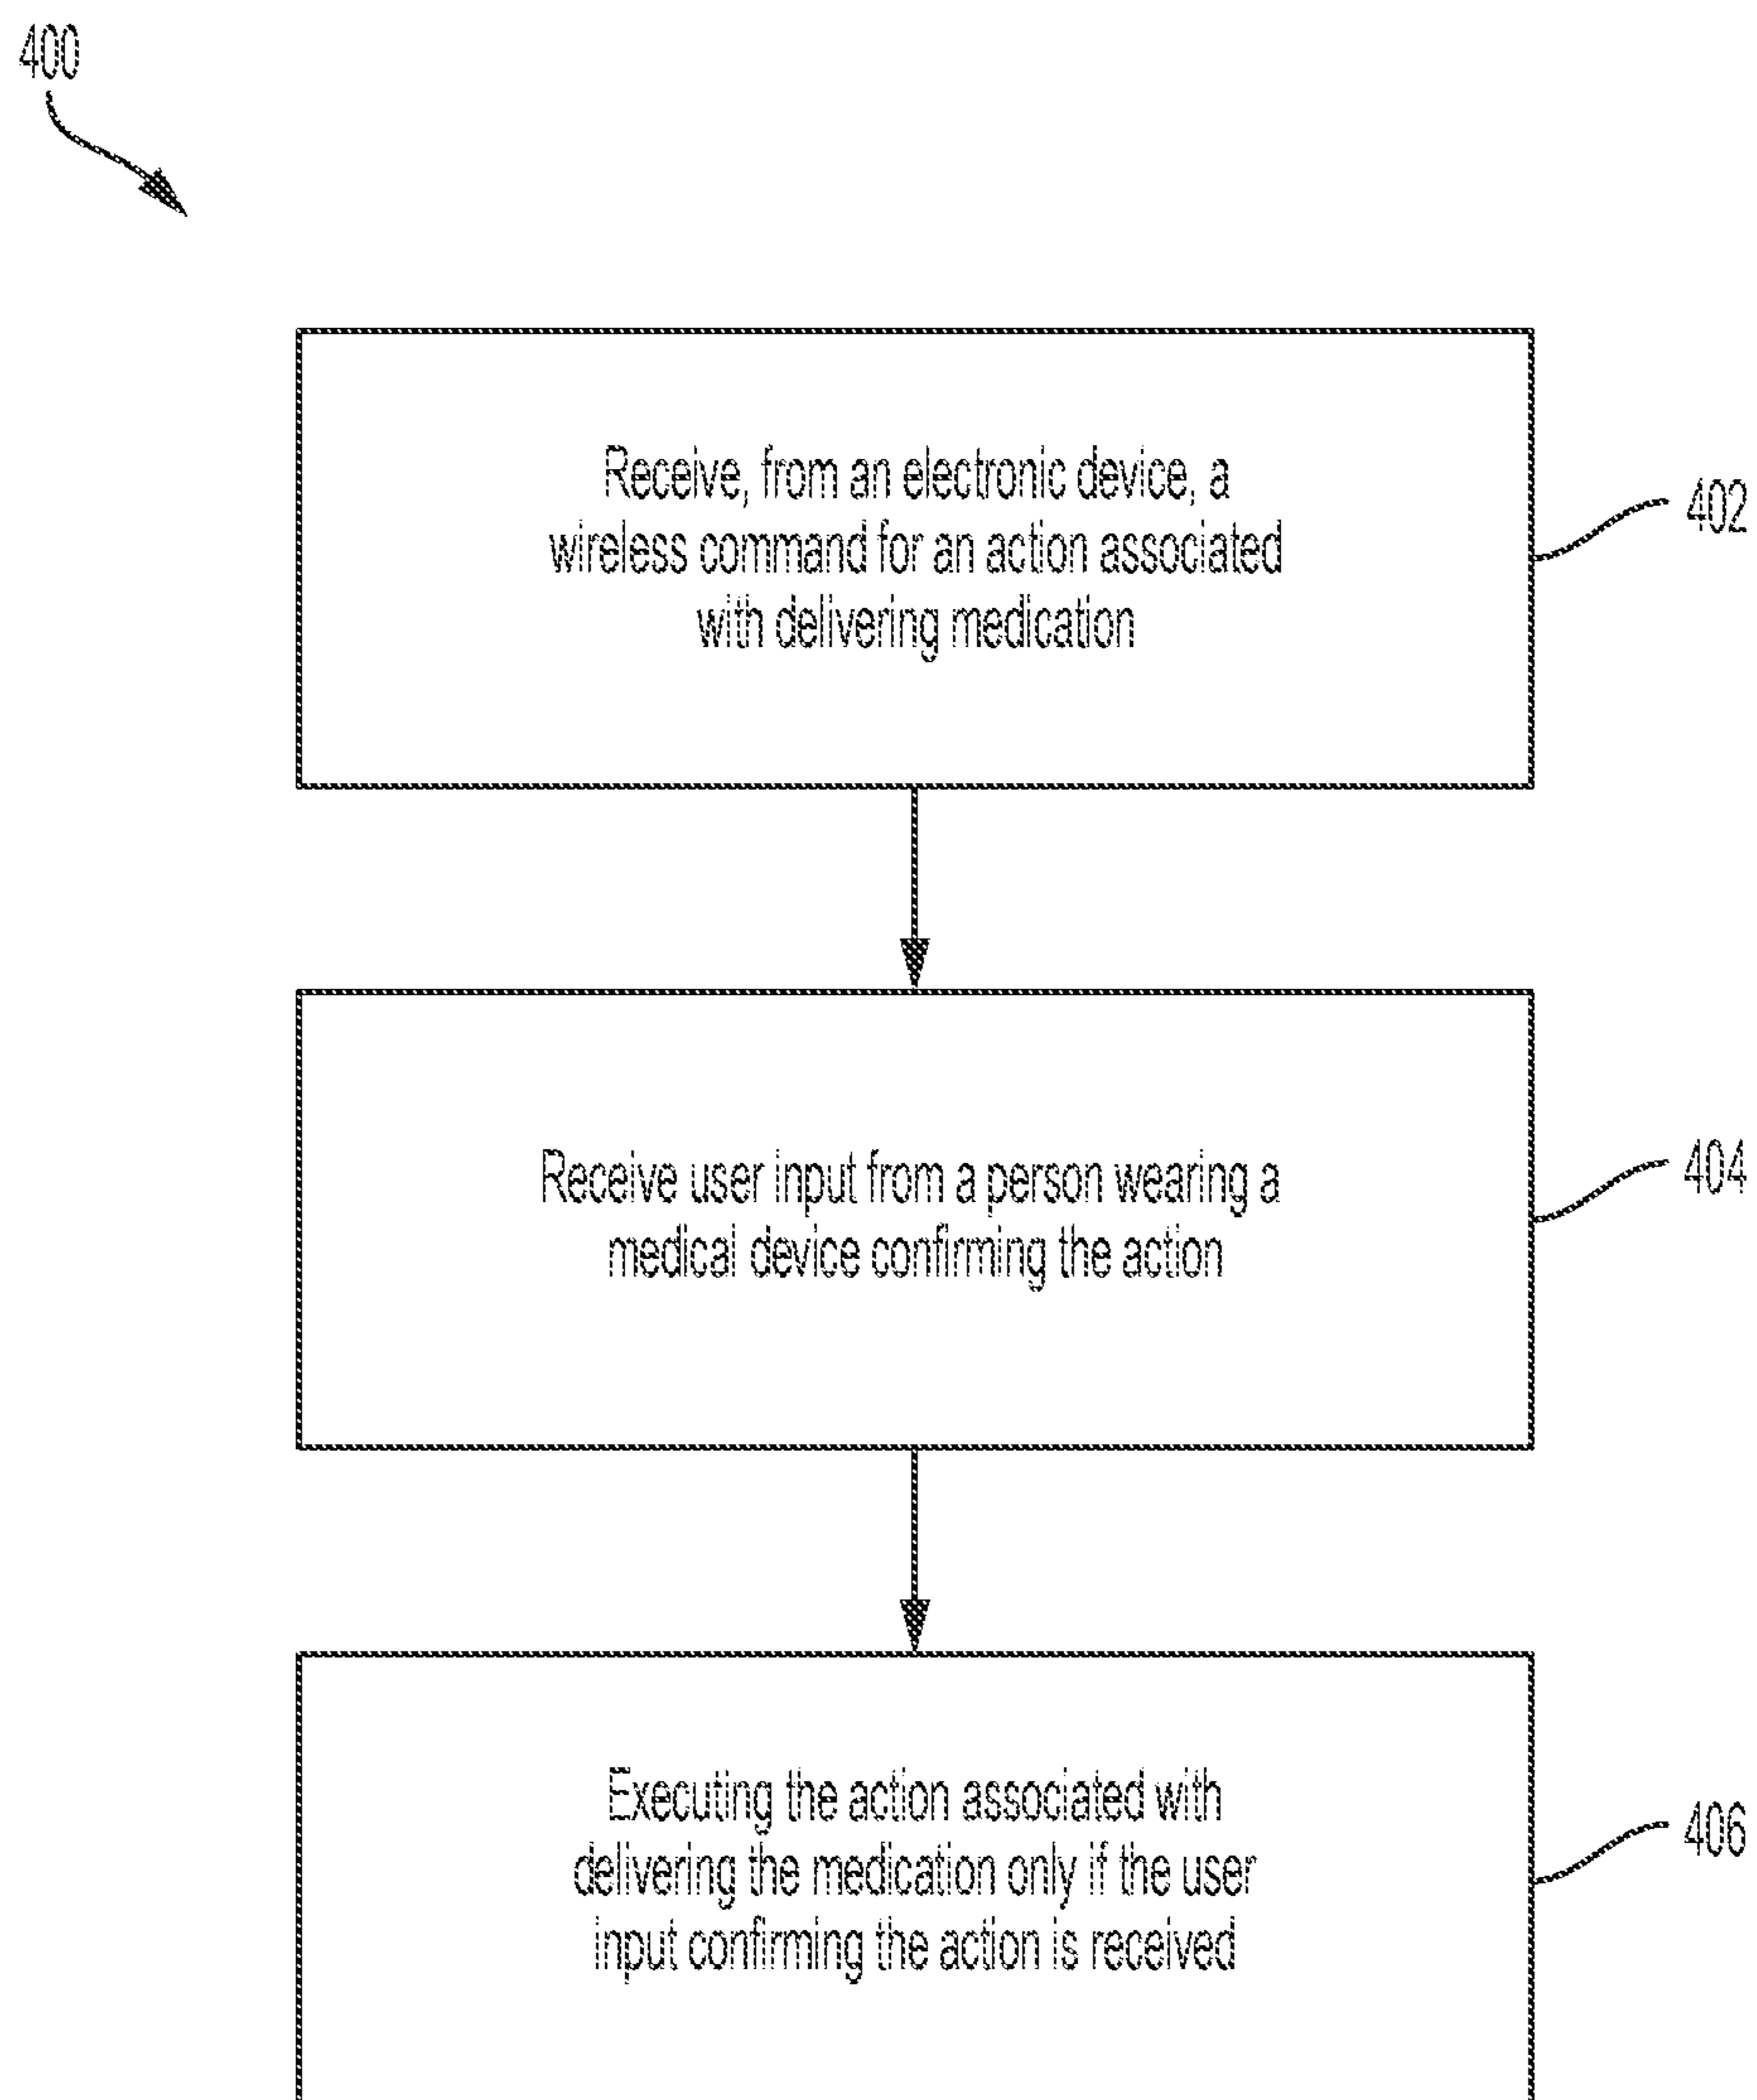 400
Receive, from an electronic device, a
wireless command for an action associated
with delivering medication
402
Receive user input from a person wearing a
medical device confirming the action
404
Executing the action associated with
delivering the medication only if the user
input confirming the action is received
406